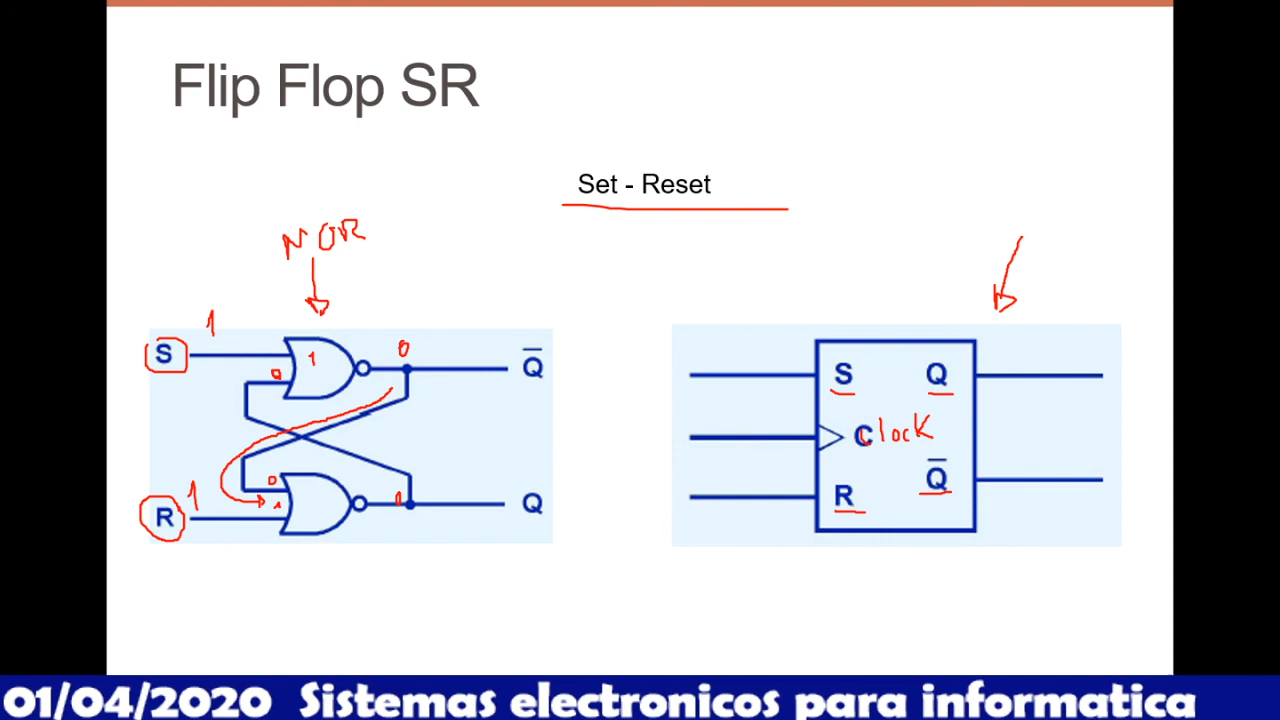 Flip Flop SR
Set - Reset
NOR
S 1 1 0 0 Q̅
R 1 0 1 0 Q
S Q
Clock
R Q̅
01/04/2020 Sistemas electronicos para informatica